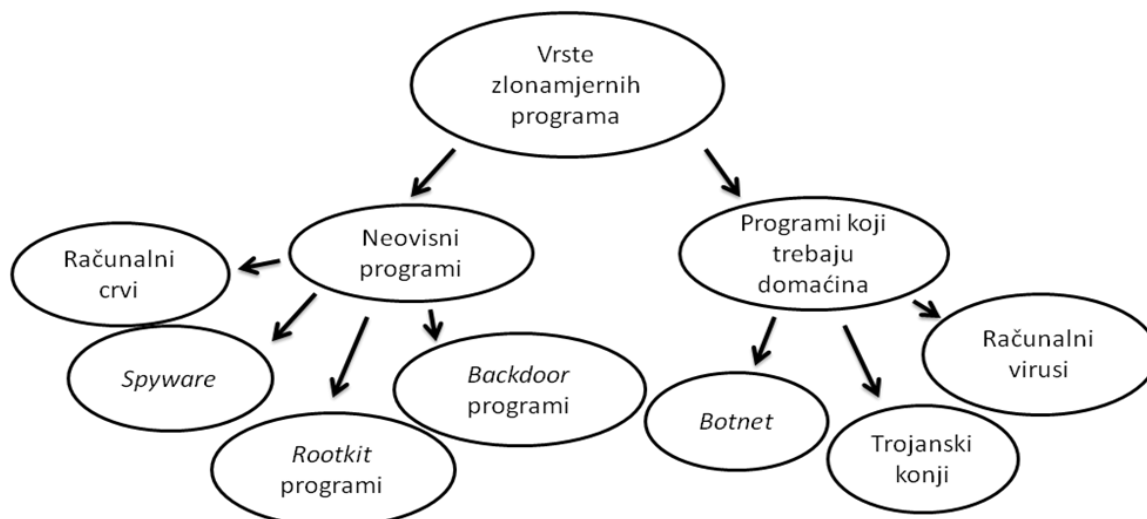 Vrste
zlonamjernih
programa
Neovisni
programi
Programi koji
trebaju
domaćina
Računalni
crvi
Spyware
Rootkit
programi
Backdoor
programi
Botnet
Trojanski
konji
Računalni
virusi